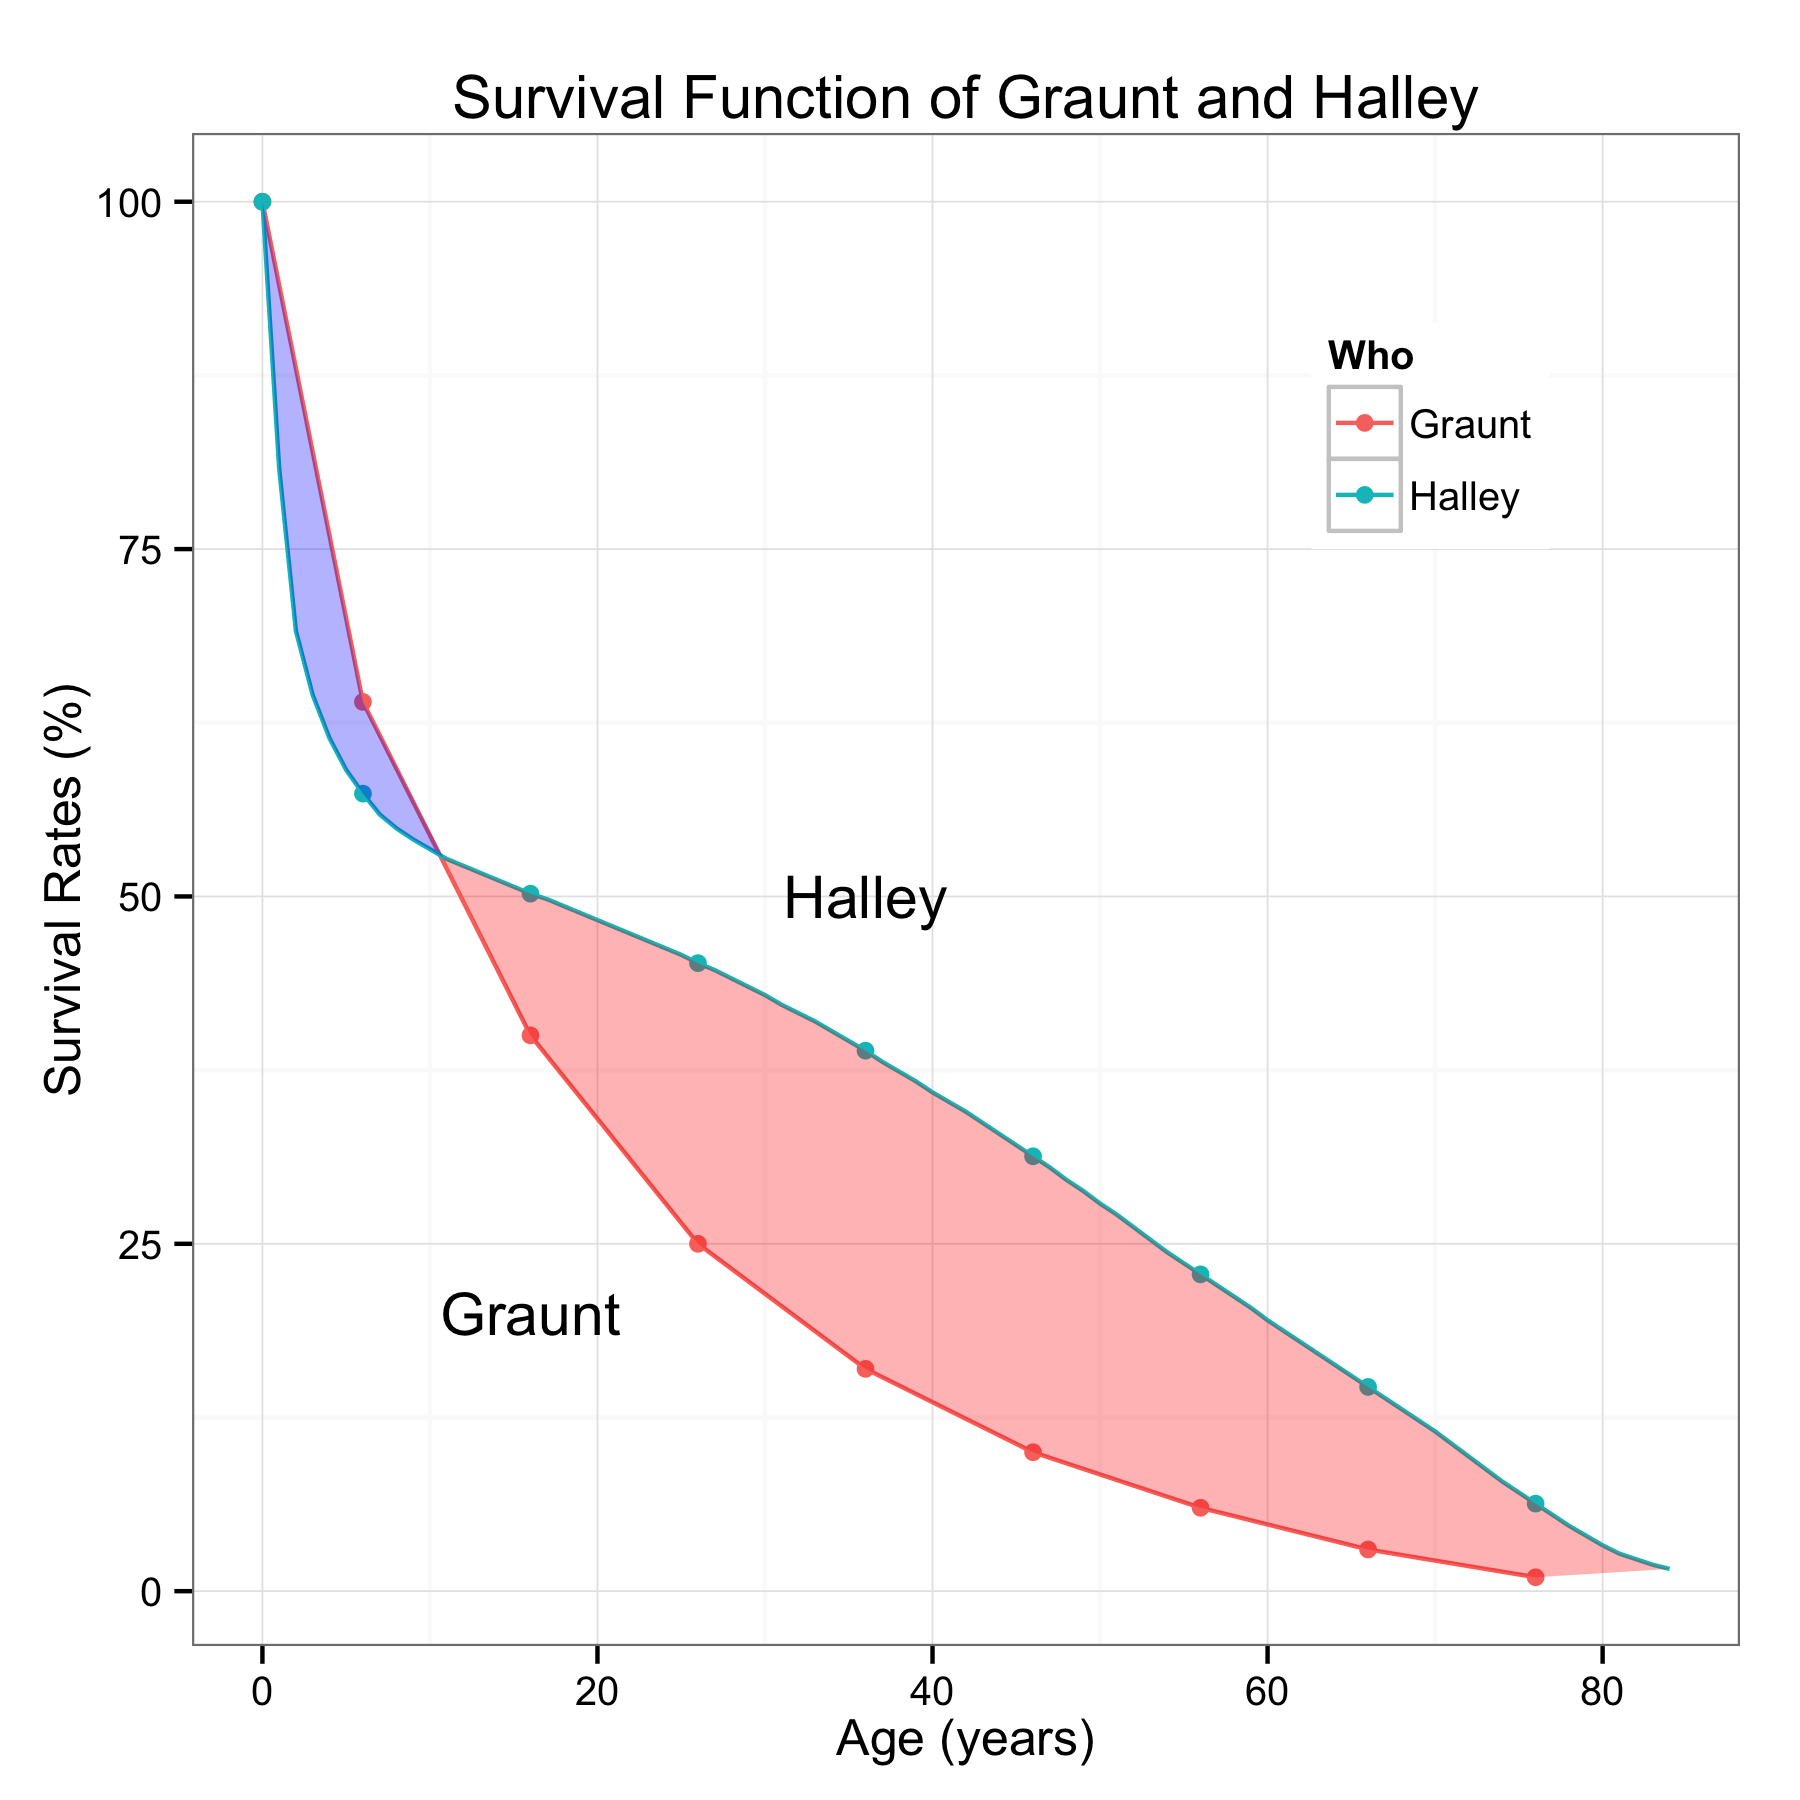 Survival Function of Graunt and Halley
Survival Rates (%)
100
75
50
25
0
Who
Graunt
Halley
Halley
Graunt
0 20 40 60 80
Age (years)